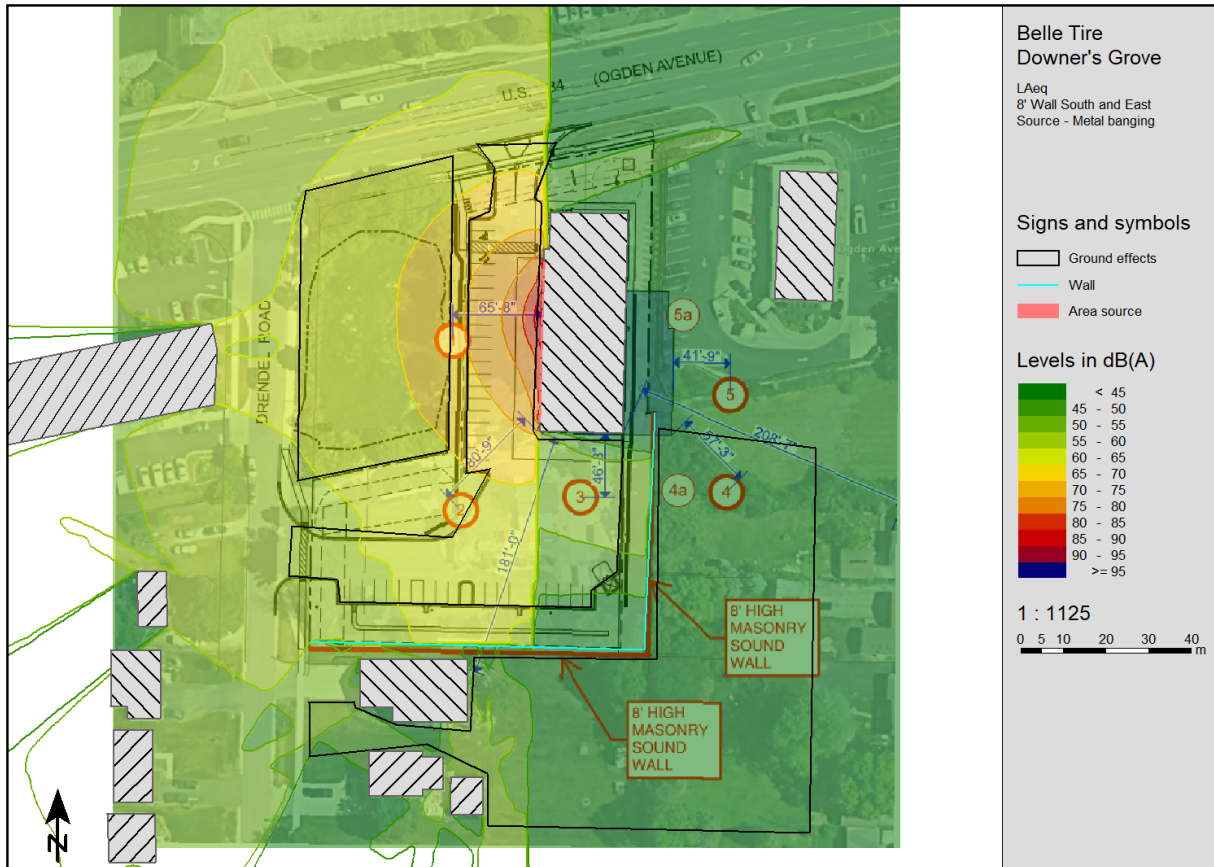 Belle Tire
Downer's Grove
LAeq
8' Wall South and East
Source - Metal banging
Signs and symbols
Ground effects
Wall
Area source
Levels in dB(A)
< 45
45 - 50
50 - 55
55 - 60
60 - 65
65 - 70
70 - 75
75 - 80
80 - 85
85 - 90
90 - 95
>= 95
1 : 1125
0 5 10 20 30 40
m
U.S. 34 (OGDEN AVENUE)
Ogden Ave
DRENDEL ROAD
65'-8"
1
5a
41'-9"
5
80'-9"
2
46'-3"
3
181'-0"
57'-3"
208'-7"
4a
4
8' HIGH
MASONRY
SOUND
WALL
8' HIGH
MASONRY
SOUND
WALL
N